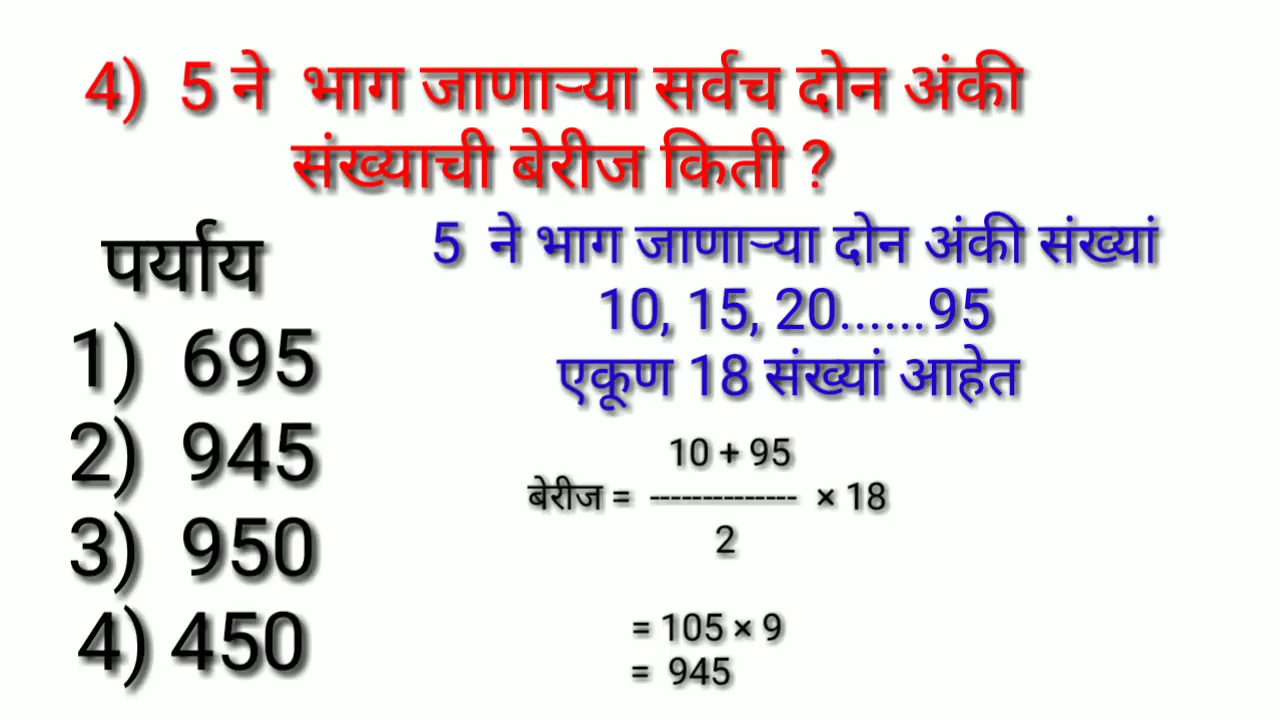 4) 5 ने भाग जाणाऱ्या सर्वच दोन अंकी
संख्याची बेरीज किती ?
पर्याय
1) 695
2) 945
3) 950
4) 450
5 ने भाग जाणाऱ्या दोन अंकी संख्यां
10, 15, 20......95
एकूण 18 संख्यां आहेत
10 + 95
बेरीज = -------------- × 18
2
= 105 × 9
= 945